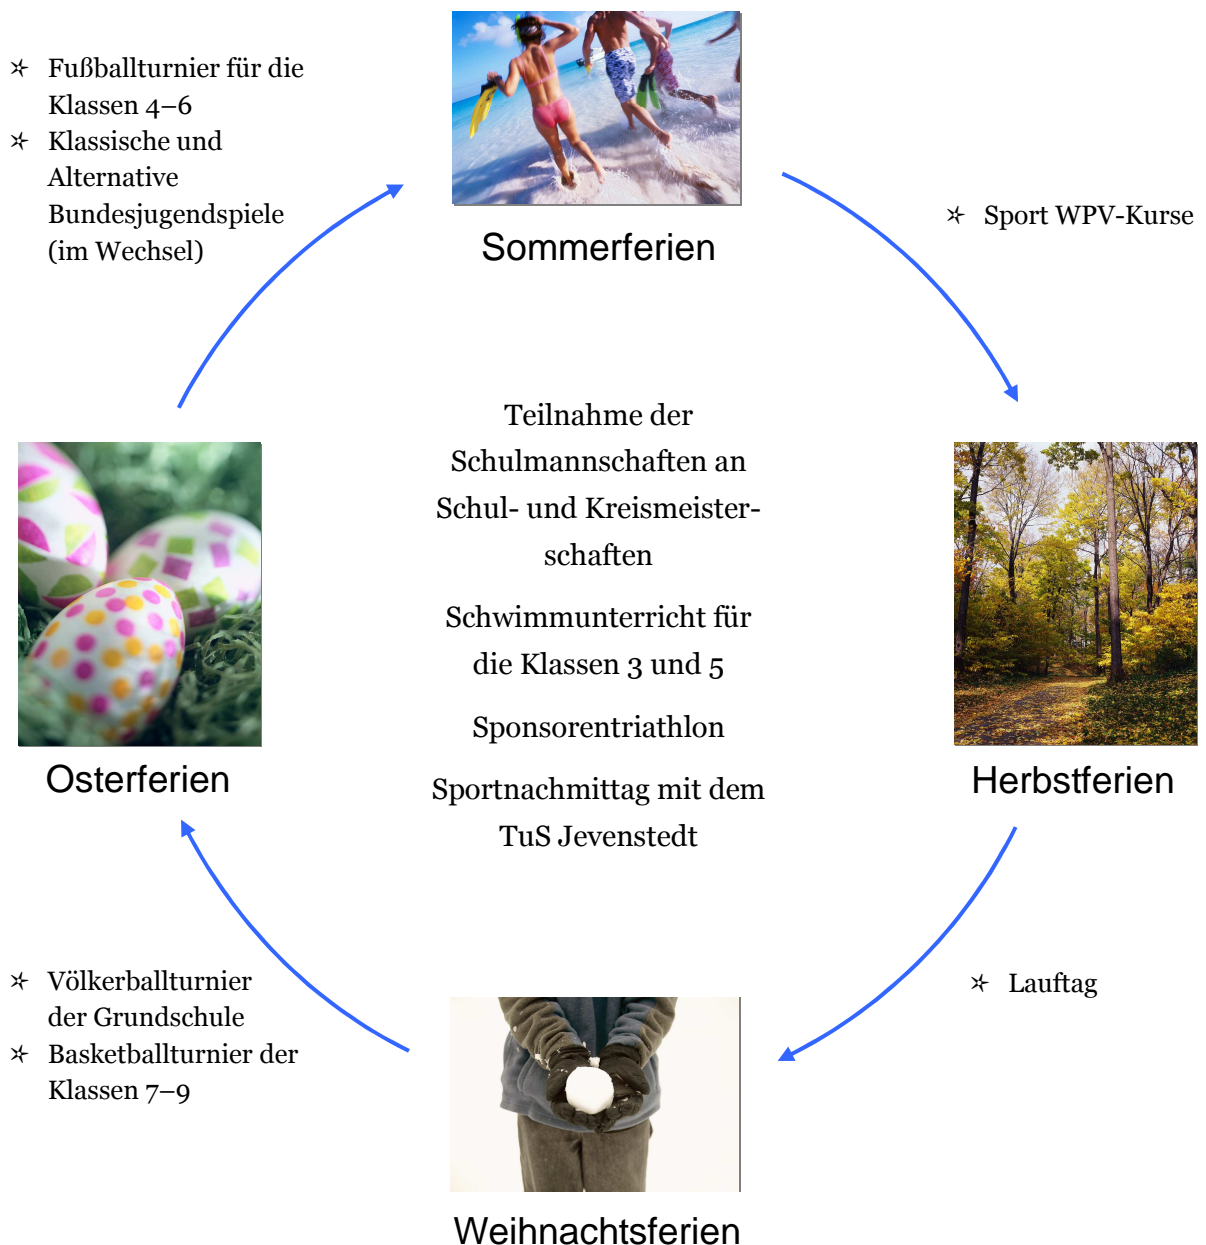 ✰ Fußballturnier für die
Klassen 4–6
✰ Klassische und
Alternative
Bundesjugendspiele
(im Wechsel)
Sommerferien
✰ Sport WPV-Kurse
Teilnahme der
Schulmannschaften an
Schul- und Kreismeister-
schaften
Schwimmunterricht für
die Klassen 3 und 5
Sponsorentriathlon
Sportnachmittag mit dem
TuS Jevenstedt
Osterferien
Herbstferien
✰ Völkerballturnier
der Grundschule
✰ Basketballturnier der
Klassen 7–9
✰ Lauftag
Weihnachtsferien